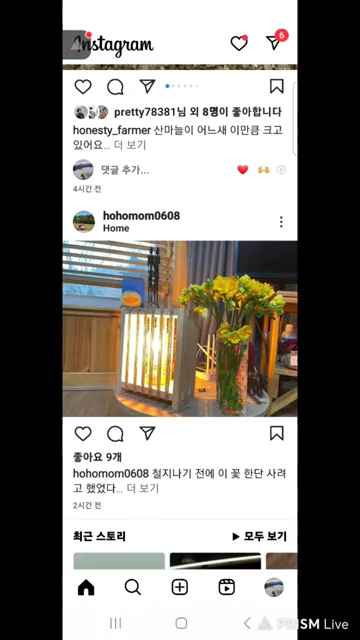 Instagram
6
pretty78381님 외 8명이 좋아합니다
honesty_farmer 산마늘이 어느새 이만큼 크고
있어요... 더 보기
댓글 추가...
4시간 전
hohomom0608
Home
좋아요 9개
hohomom0608 철지나기 전에 이 꽃 한단 사려
고 했었다... 더 보기
2시간 전
최근 스토리
▶ 모두 보기
PRISM Live